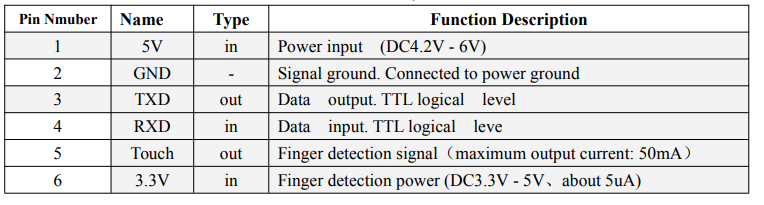 Pin Nmuber Name Type Function Description
1 5V in Power input (DC4.2V - 6V)
2 GND - Signal ground. Connected to power ground
3 TXD out Data output. TTL logical level
4 RXD in Data input. TTL logical leve
5 Touch out Finger detection signal（maximum output current: 50mA）
6 3.3V in Finger detection power (DC3.3V - 5V、about 5uA)